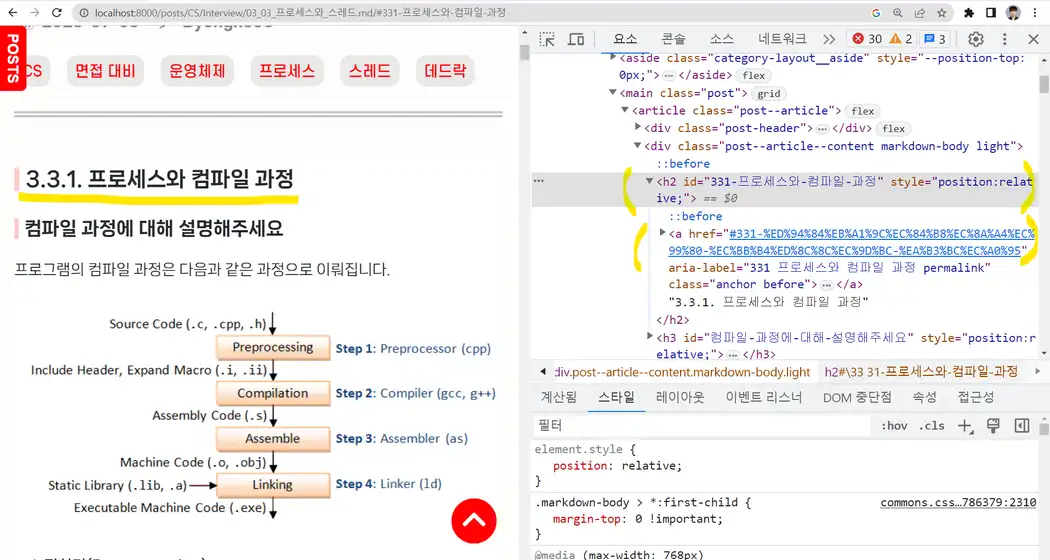 localhost:8000/posts/CS/Interview/03_03_프로세스와_스레드.md/#331-프로세스와-컴파일-과정
POSTS
CS 면접 대비 운영체제 프로세스 스레드 데드락
3.3.1. 프로세스와 컴파일 과정
컴파일 과정에 대해 설명해주세요
프로그램의 컴파일 과정은 다음과 같은 과정으로 이뤄집니다.
Source Code (.c, .cpp, .h)
Preprocessing Step 1: Preprocessor (cpp)
Include Header, Expand Macro (.i, .ii)
Compilation Step 2: Compiler (gcc, g++)
Assembly Code (.s)
Assemble Step 3: Assembler (as)
Machine Code (.o, .obj)
Static Library (.lib, .a) Linking Step 4: Linker (ld)
Executable Machine Code (.exe)
요소 콘솔 소스 네트워크 30 2 3
<aside class="category-layout__aside" style="--position-top:
0px;"> </aside> flex
<main class="post"> grid
<article class="post--article"> flex
<div class="post-header"> </div> flex
<div class="post--article--content markdown-body light">
::before
<h2 id="331-프로세스와-컴파일-과정" style="position:relat
ive;"> == $0
::before
<a href="#331-%ED%94%84%EB%A1%9C%EC%84%B8%EC%8A%A4%EC%
99%80-%EC%BB%B4%ED%8C%8C%EC%9D%BC-%EA%B3%BC%EC%A0%95"
aria-label="331 프로세스와 컴파일 과정 permalink"
class="anchor before"> </a>
"3.3.1. 프로세스와 컴파일 과정"
</h2>
<h3 id="컴파일-과정에-대해-설명해주세요" style="position:r
elative;"> </h3>
div.post--article--content.markdown-body.light h2#\33 31-프로세스와-컴파일-과정
계산됨 스타일 레이아웃 이벤트 리스너 DOM 중단점 속성 접근성
필터 :hov .cls
element.style {
position: relative;
}
.markdown-body > *:first-child { commons.css…786379:2310
margin-top: 0 !important;
}
@media (max-width: 768px)